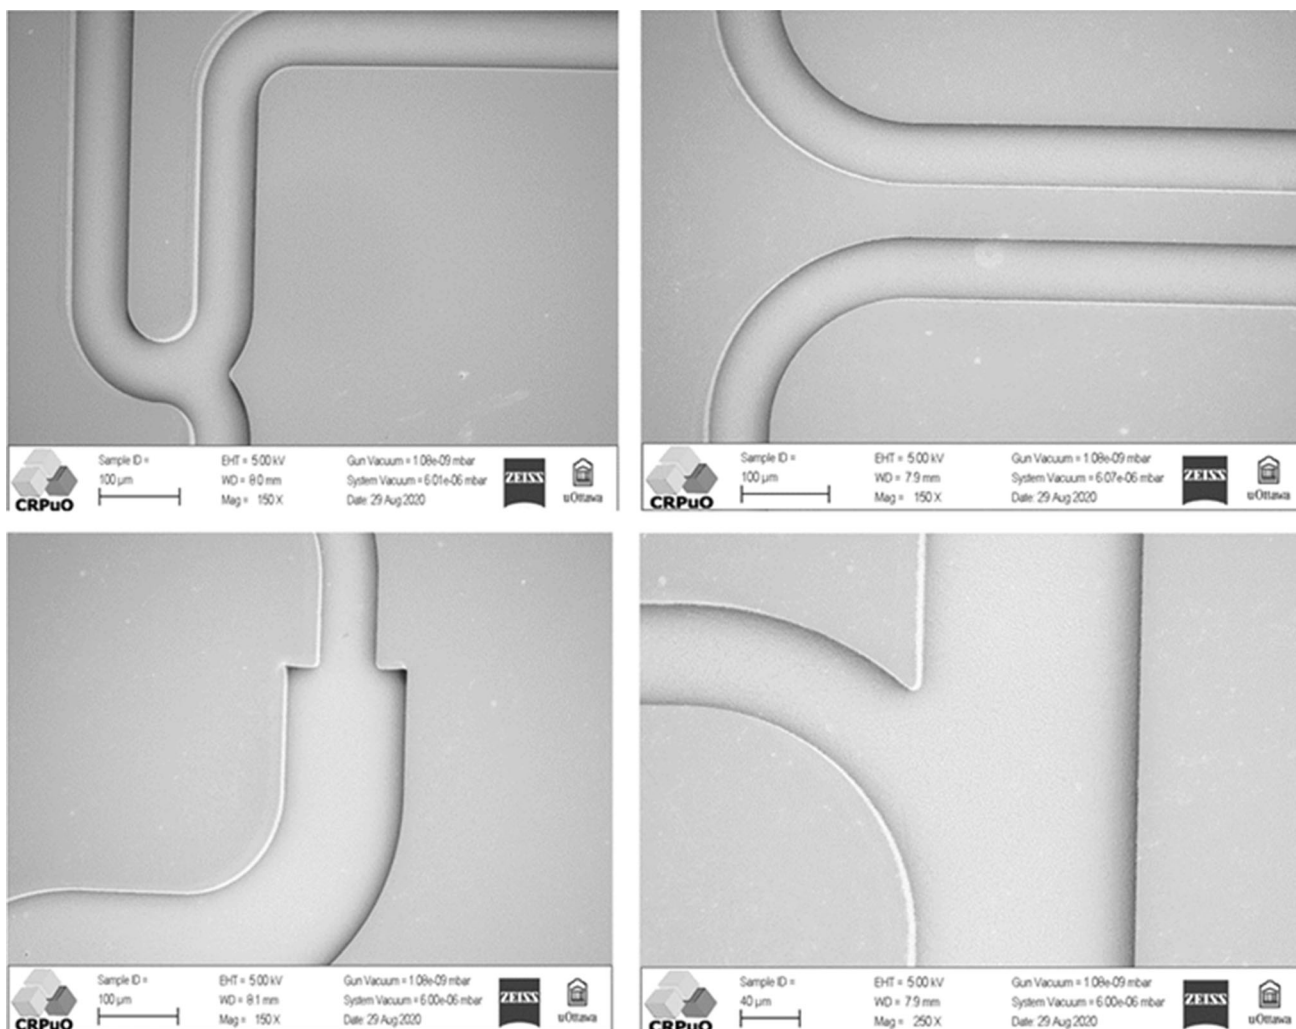 Sample ID =
100 µm
EHT = 5.00 kV
WD = 8.0 mm
Mag = 150 X
Gun Vacuum = 1.08e-09 mbar
System Vacuum = 6.01e-06 mbar
Date: 29 Aug 2020
CRPuO
ZEISS
uOttawa
Sample ID =
100 µm
EHT = 5.00 kV
WD = 7.9 mm
Mag = 150 X
Gun Vacuum = 1.08e-09 mbar
System Vacuum = 6.07e-06 mbar
Date: 29 Aug 2020
CRPuO
ZEISS
uOttawa
Sample ID =
100 µm
EHT = 5.00 kV
WD = 8.1 mm
Mag = 150 X
Gun Vacuum = 1.08e-09 mbar
System Vacuum = 6.00e-06 mbar
Date: 29 Aug 2020
CRPuO
ZEISS
uOttawa
Sample ID =
40 µm
EHT = 5.00 kV
WD = 7.9 mm
Mag = 250 X
Gun Vacuum = 1.08e-09 mbar
System Vacuum = 6.00e-06 mbar
Date: 29 Aug 2020
CRPuO
ZEISS
uOttawa